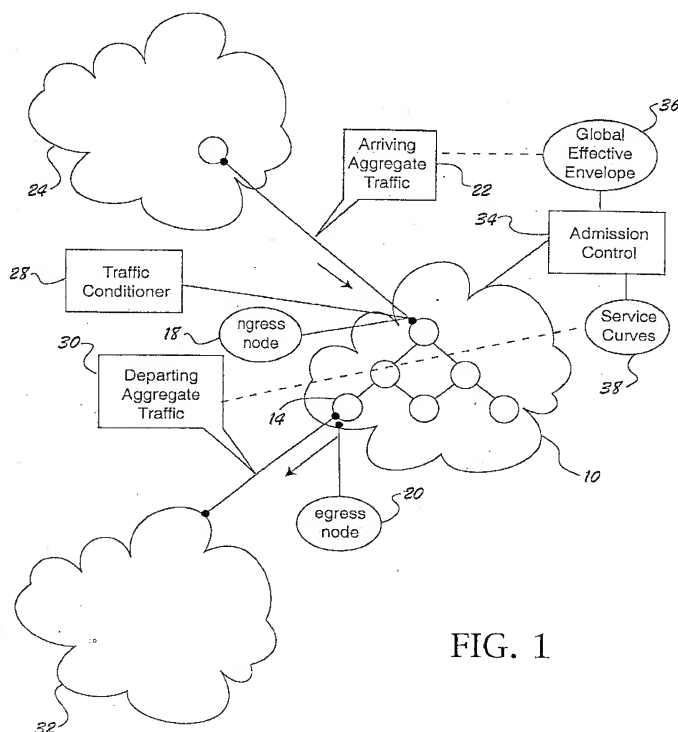 36
Global
Effective
Envelope
Arriving
Aggregate
Traffic
22
24
34
Admission
Control
28
Traffic
Conditioner
18
ngress
node
Service
Curves
38
30
Departing
Aggregate
Traffic
14
10
20
egress
node
32
FIG. 1